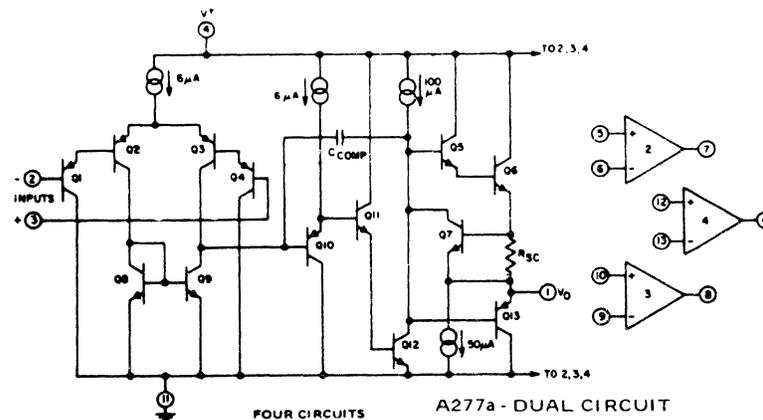 V+
4
TO 2,3,4
6µA
6µA
100
µA
Q5
Q6
Q2
Q3
CCOMP
5
+
2
7
6
-
- 2
Q1
Q4
INPUTS
+ 3
Q11
Q7
Q10
RSC
12
+
4
13
-
Q8
Q9
1 VO
10
+
3
8
9
-
Q13
Q12
50µA
TO 2,3,4
11
FOUR CIRCUITS
A277a - DUAL CIRCUIT